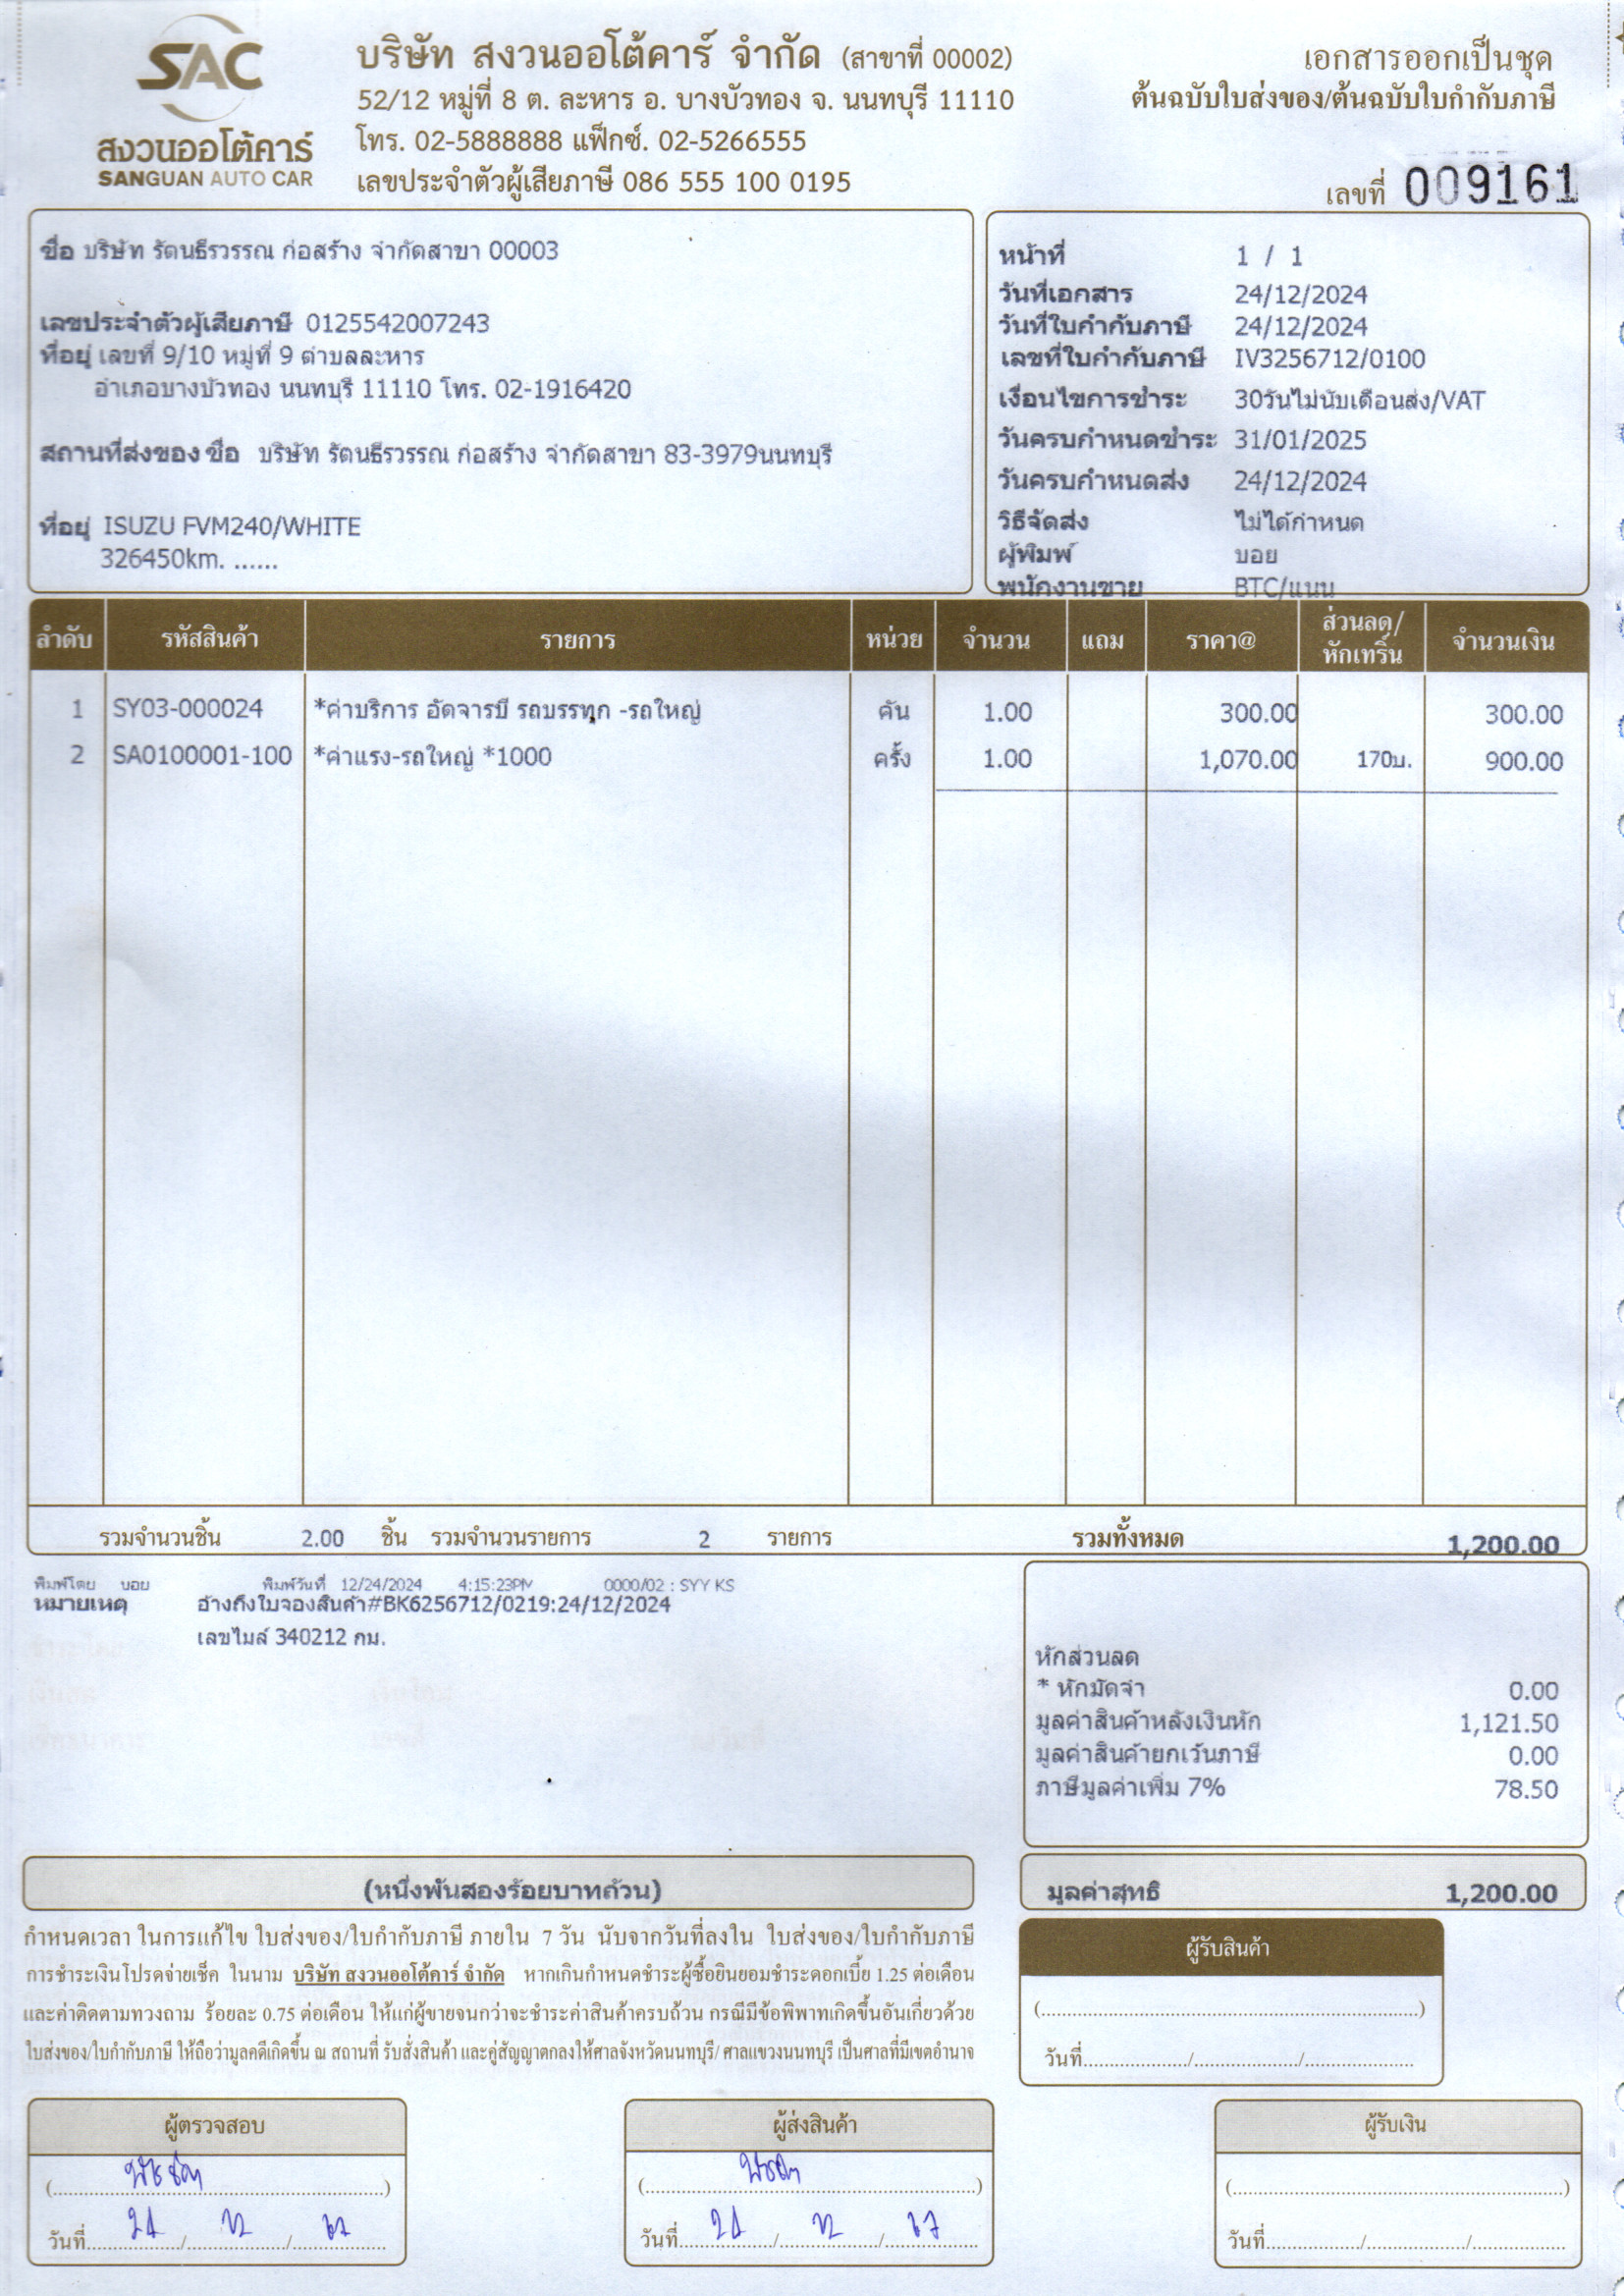 SAC
สงวนออโต้คาร์
SANGUAN AUTO CAR
บริษัท สงวนออโต้คาร์ จำกัด (สาขาที่ 00002)
52/12 หมู่ที่ 8 ต. ละหาร อ. บางบัวทอง จ. นนทบุรี 11110
โทร. 02-5888888 แฟ็กซ์. 02-5266555
เลขประจำตัวผู้เสียภาษี 086 555 100 0195
เอกสารออกเป็นชุด
ต้นฉบับใบส่งของ/ต้นฉบับใบกำกับภาษี
เลขที่ 009161
ชื่อ บริษัท รัตนธีรวรรณ ก่อสร้าง จำกัดสาขา 00003
เลขประจำตัวผู้เสียภาษี 0125542007243
ที่อยู่ เลขที่ 9/10 หมู่ที่ 9 ตำบลละหาร
อำเภอบางบัวทอง นนทบุรี 11110 โทร. 02-1916420
สถานที่ส่งของ ชื่อ บริษัท รัตนธีรวรรณ ก่อสร้าง จำกัดสาขา 83-3979นนทบุรี
ที่อยู่ ISUZU FVM240/WHITE
326450km. ......
หน้าที่ 1 / 1
วันที่เอกสาร 24/12/2024
วันที่ใบกำกับภาษี 24/12/2024
เลขที่ใบกำกับภาษี IV3256712/0100
เงื่อนไขการชำระ 30วันไม่นับเดือนส่ง/VAT
วันครบกำหนดชำระ 31/01/2025
วันครบกำหนดส่ง 24/12/2024
วิธีจัดส่ง ไม่ได้กำหนด
ผู้พิมพ์ บอย
พนักงานขาย BTC/แนน
ลำดับ รหัสสินค้า รายการ หน่วย จำนวน แถม ราคา@ ส่วนลด/หักเทริ์น จำนวนเงิน
1 SY03-000024 *ค่าบริการ อัดจารบี รถบรรทุก -รถใหญ่ คัน 1.00 300.00 300.00
2 SA0100001-100 *ค่าแรง-รถใหญ่ *1000 ครั้ง 1.00 1,070.00 170บ. 900.00
รวมจำนวนชิ้น 2.00 ชิ้น รวมจำนวนรายการ 2 รายการ รวมทั้งหมด 1,200.00
พิมพ์โดย บอย พิมพ์วันที่ 12/24/2024 4:15:23PM 0000/02 : SYY KS
หมายเหตุ อ้างถึงใบจองสินค้า#BK6256712/0219:24/12/2024
เลขไมล์ 340212 กม.
หักส่วนลด
* หักมัดจำ 0.00
มูลค่าสินค้าหลังเงินหัก 1,121.50
มูลค่าสินค้ายกเว้นภาษี 0.00
ภาษีมูลค่าเพิ่ม 7% 78.50
(หนึ่งพันสองร้อยบาทถ้วน)
มูลค่าสุทธิ 1,200.00
กำหนดเวลา ในการแก้ไข ใบส่งของ/ใบกำกับภาษี ภายใน 7 วัน นับจากวันที่ลงใน ใบส่งของ/ใบกำกับภาษี
การชำระเงินโปรดจ่ายเช็ค ในนาม บริษัท สงวนออโต้คาร์ จำกัด หากเกินกำหนดชำระผู้ซื้อยินยอมชำระดอกเบี้ย 1.25 ต่อเดือน
และค่าติดตามทวงถาม ร้อยละ 0.75 ต่อเดือน ให้แก่ผู้ขายจนกว่าจะชำระค่าสินค้าครบถ้วน กรณีมีข้อพิพาทเกิดขึ้นอันเกี่ยวด้วย
ใบส่งของ/ใบกำกับภาษี ให้ถือว่ามูลคดีเกิดขึ้น ณ สถานที่ รับสั่งสินค้า และคู่สัญญาตกลงให้ศาลจังหวัดนนทบุรี/ ศาลแขวงนนทบุรี เป็นศาลที่มีเขตอำนาจ
ผู้รับสินค้า
(........................)
วันที่......../......../........
ผู้ตรวจสอบ
วันที่ 24 / 12 / 67
ผู้ส่งสินค้า
วันที่ 24 / 12 / 67
ผู้รับเงิน
(........................)
วันที่......../......../........